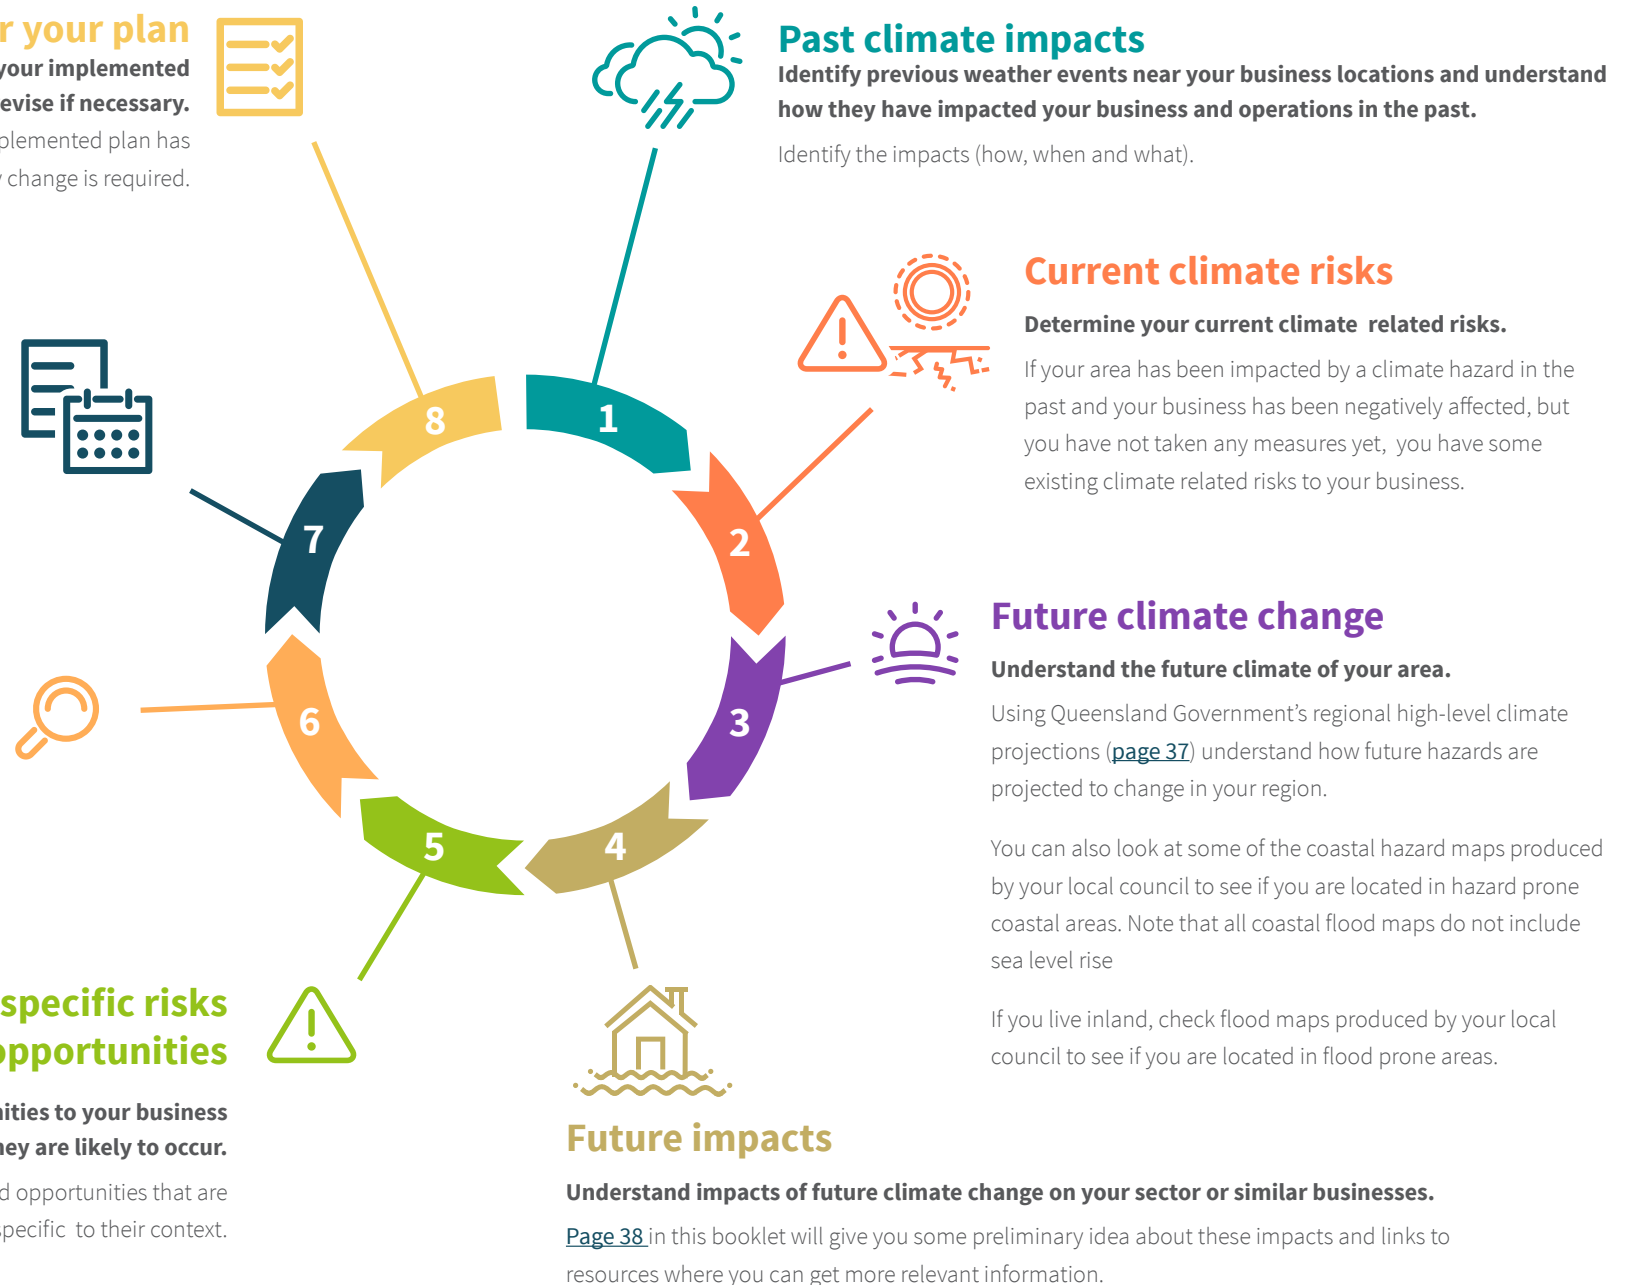 r your plan
your implemented
evise if necessary.
plemented plan has
change is required.
Past climate impacts
Identify previous weather events near your business locations and understand
how they have impacted your business and operations in the past.
Identify the impacts (how, when and what).
Current climate risks
Determine your current climate related risks.
If your area has been impacted by a climate hazard in the
past and your business has been negatively affected, but
you have not taken any measures yet, you have some
existing climate related risks to your business.
8
1
7
2
6
3
5
4
Future climate change
Understand the future climate of your area.
Using Queensland Government’s regional high-level climate
projections (page 37) understand how future hazards are
projected to change in your region.
You can also look at some of the coastal hazard maps produced
by your local council to see if you are located in hazard prone
coastal areas. Note that all coastal flood maps do not include
sea level rise
If you live inland, check flood maps produced by your local
council to see if you are located in flood prone areas.
specific risks
opportunities
nities to your business
hey are likely to occur.
d opportunities that are
specific to their context.
Future impacts
Understand impacts of future climate change on your sector or similar businesses.
Page 38 in this booklet will give you some preliminary idea about these impacts and links to
resources where you can get more relevant information.